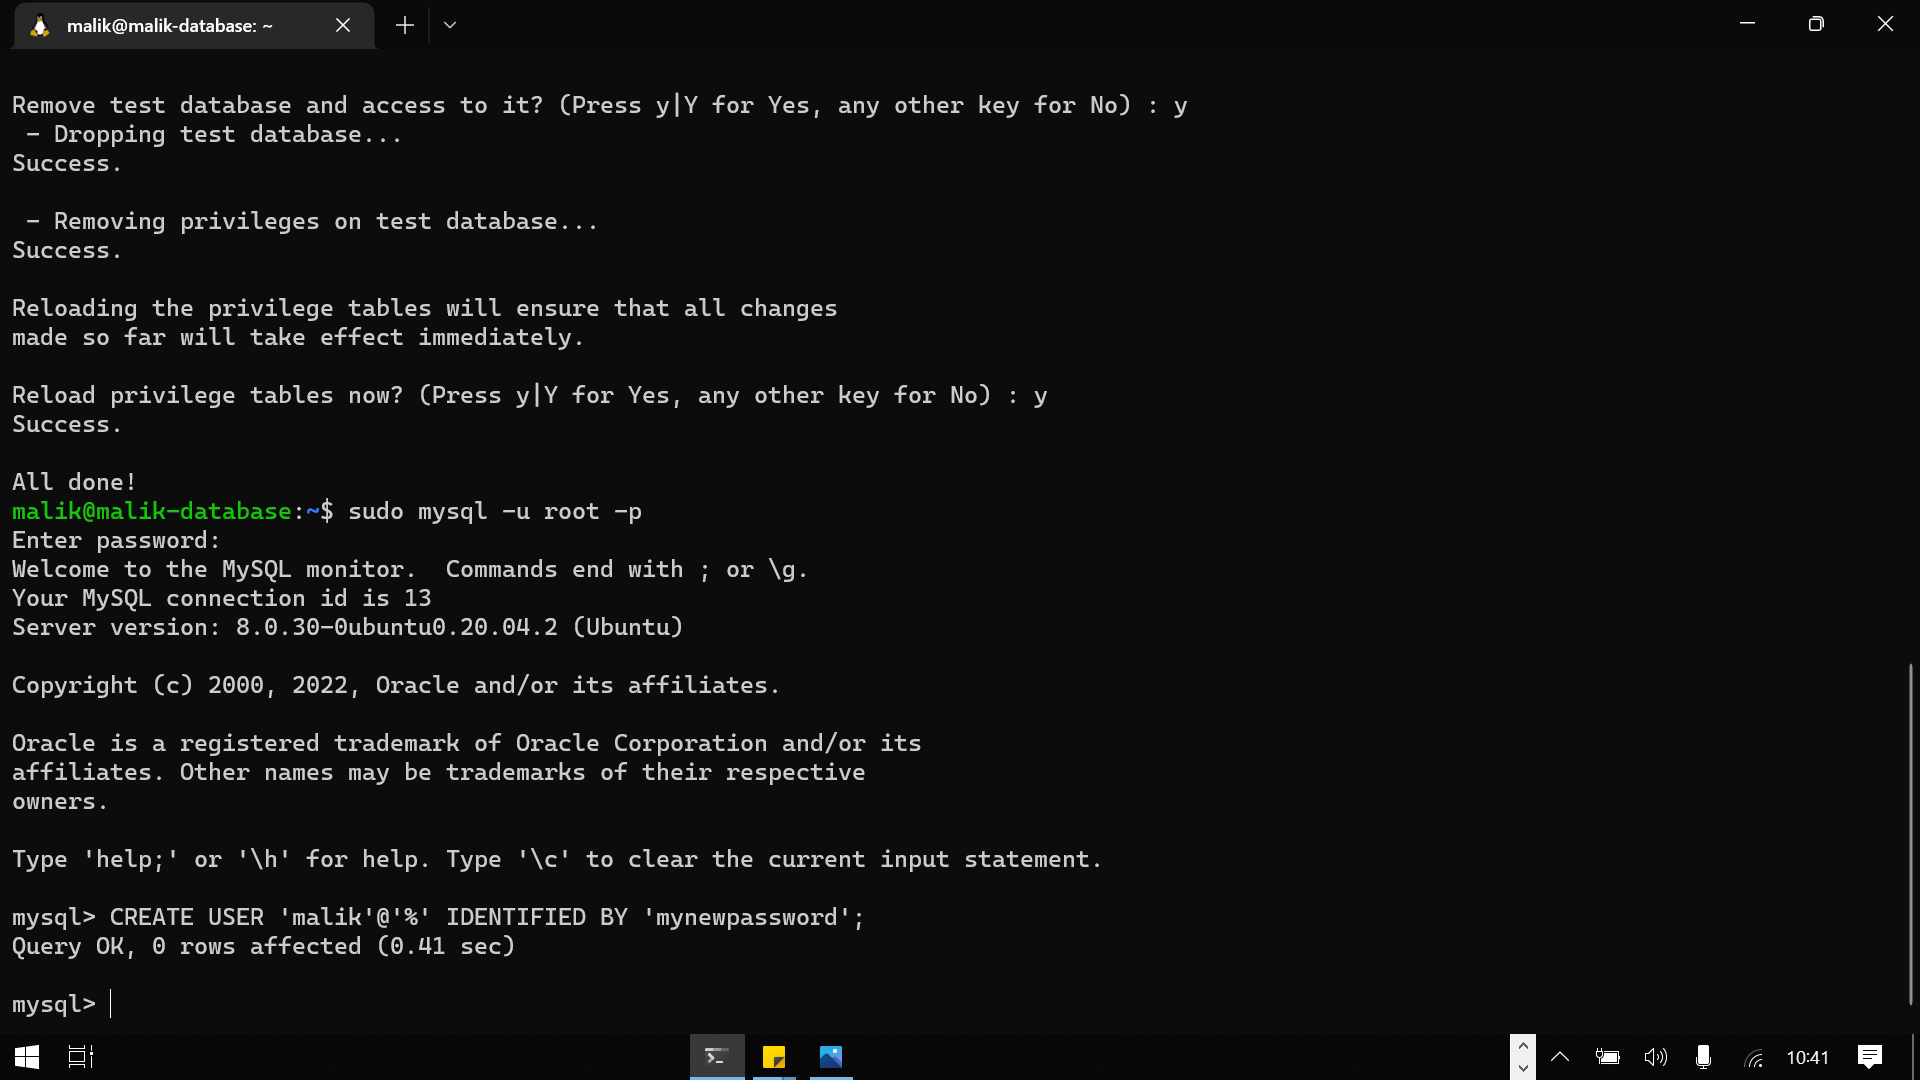 malik@malik-database: ~
Remove test database and access to it? (Press y|Y for Yes, any other key for No) : y
 - Dropping test database...
Success.
 - Removing privileges on test database...
Success.
Reloading the privilege tables will ensure that all changes
made so far will take effect immediately.
Reload privilege tables now? (Press y|Y for Yes, any other key for No) : y
Success.
All done!
malik@malik-database:~$ sudo mysql -u root -p
Enter password:
Welcome to the MySQL monitor.  Commands end with ; or \g.
Your MySQL connection id is 13
Server version: 8.0.30-0ubuntu0.20.04.2 (Ubuntu)
Copyright (c) 2000, 2022, Oracle and/or its affiliates.
Oracle is a registered trademark of Oracle Corporation and/or its
affiliates. Other names may be trademarks of their respective
owners.
Type 'help;' or '\h' for help. Type '\c' to clear the current input statement.
mysql> CREATE USER 'malik'@'%' IDENTIFIED BY 'mynewpassword';
Query OK, 0 rows affected (0.41 sec)
mysql>
10:41